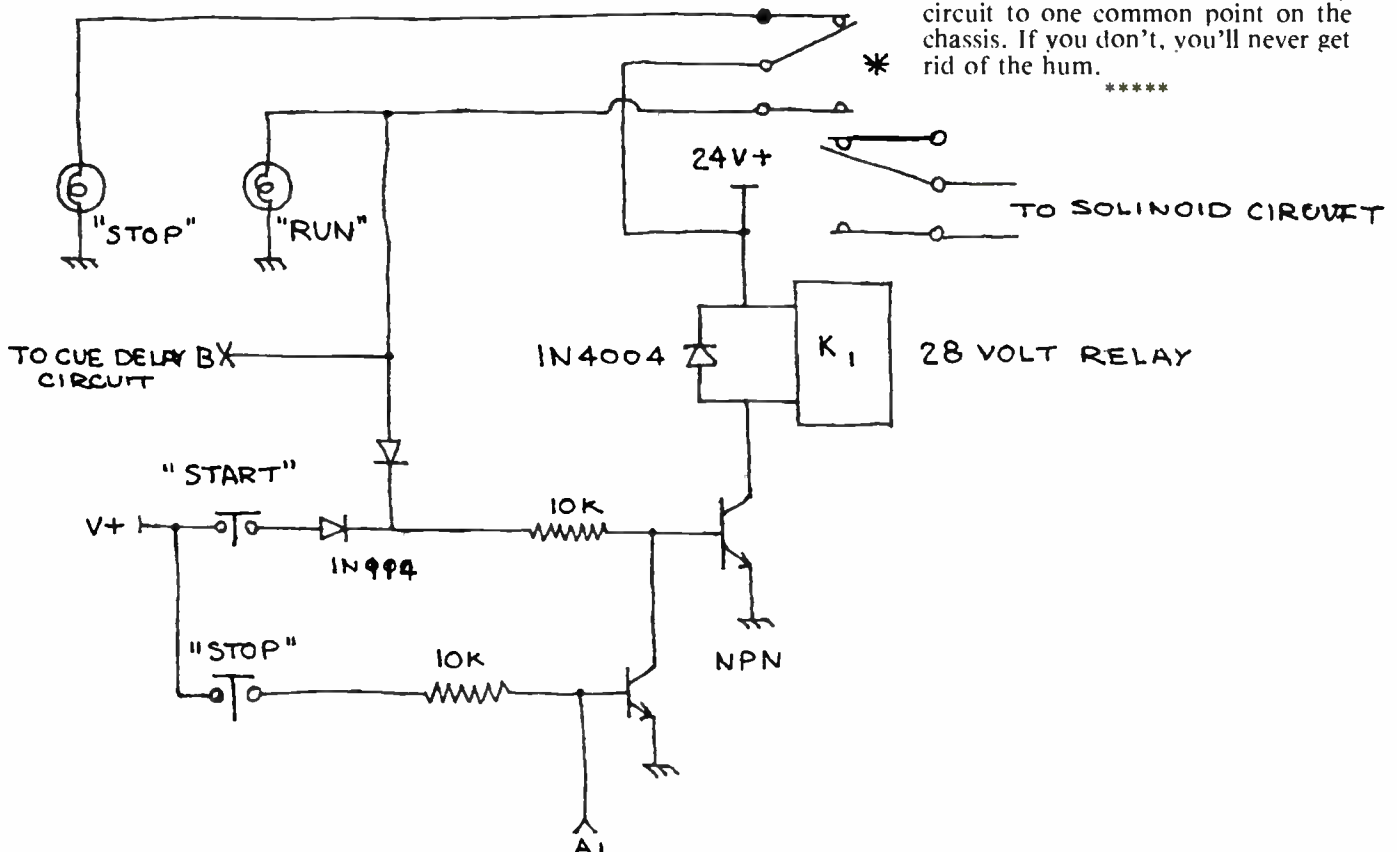 circuit to one common point on the
chassis. If you don't, you'll never get
rid of the hum.
*****
*
24V+
"STOP"
"RUN"
TO SOLINOID CIRCUIT
IN4004
K1
28 VOLT RELAY
TO CUE DELAY BX
CIRCUIT
"START"
V+
10K
IN914
"STOP"
10K
NPN
A1